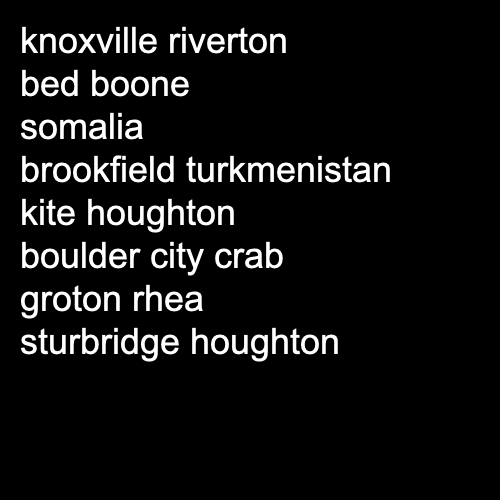 knoxville riverton
bed boone
somalia
brookfield turkmenistan
kite houghton
boulder city crab
groton rhea
sturbridge houghton